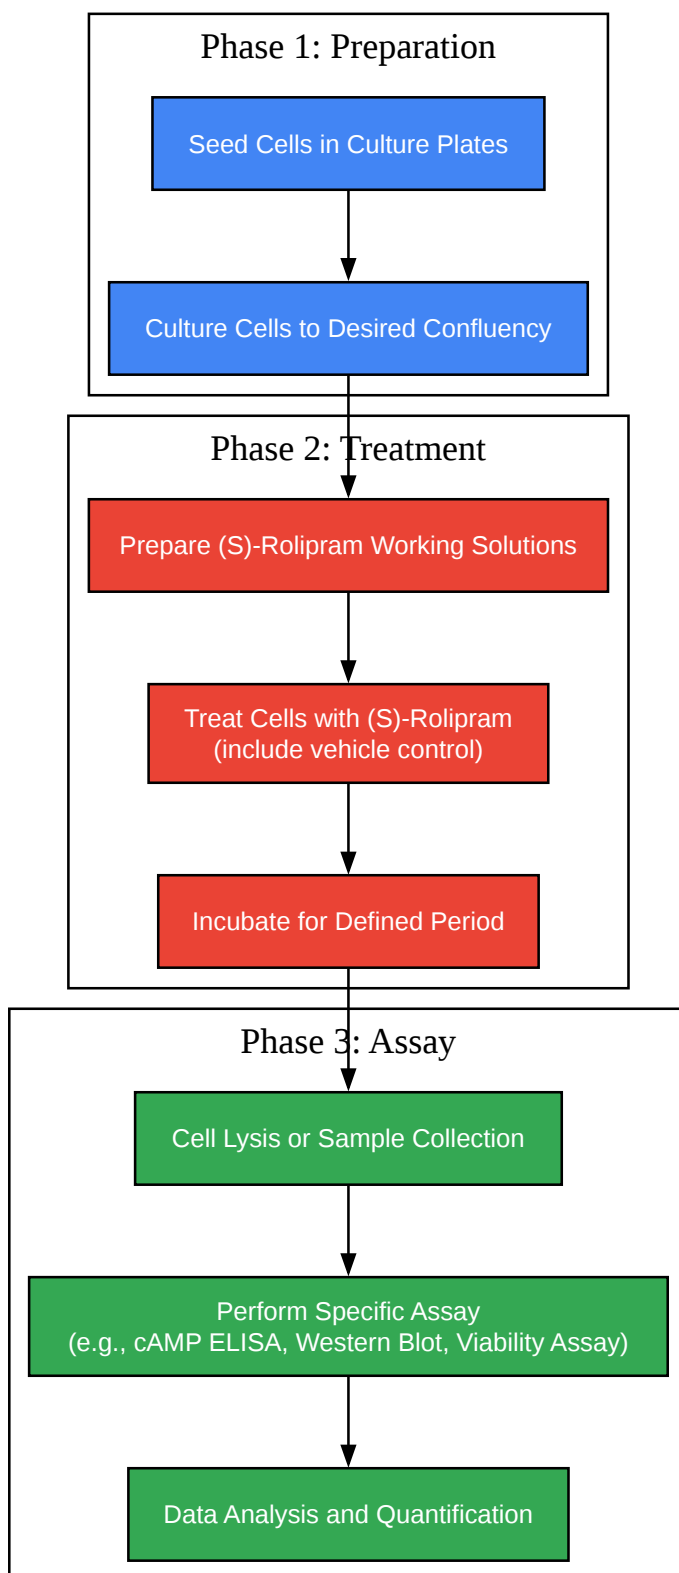 Phase 1: Preparation
Seed Cells in Culture Plates
Culture Cells to Desired Confluency
Phase 2: Treatment
Prepare (S)-Rolipram Working Solutions
Treat Cells with (S)-Rolipram
(include vehicle control)
Incubate for Defined Period
Phase 3: Assay
Cell Lysis or Sample Collection
Perform Specific Assay
(e.g., cAMP ELISA, Western Blot, Viability Assay)
Data Analysis and Quantification